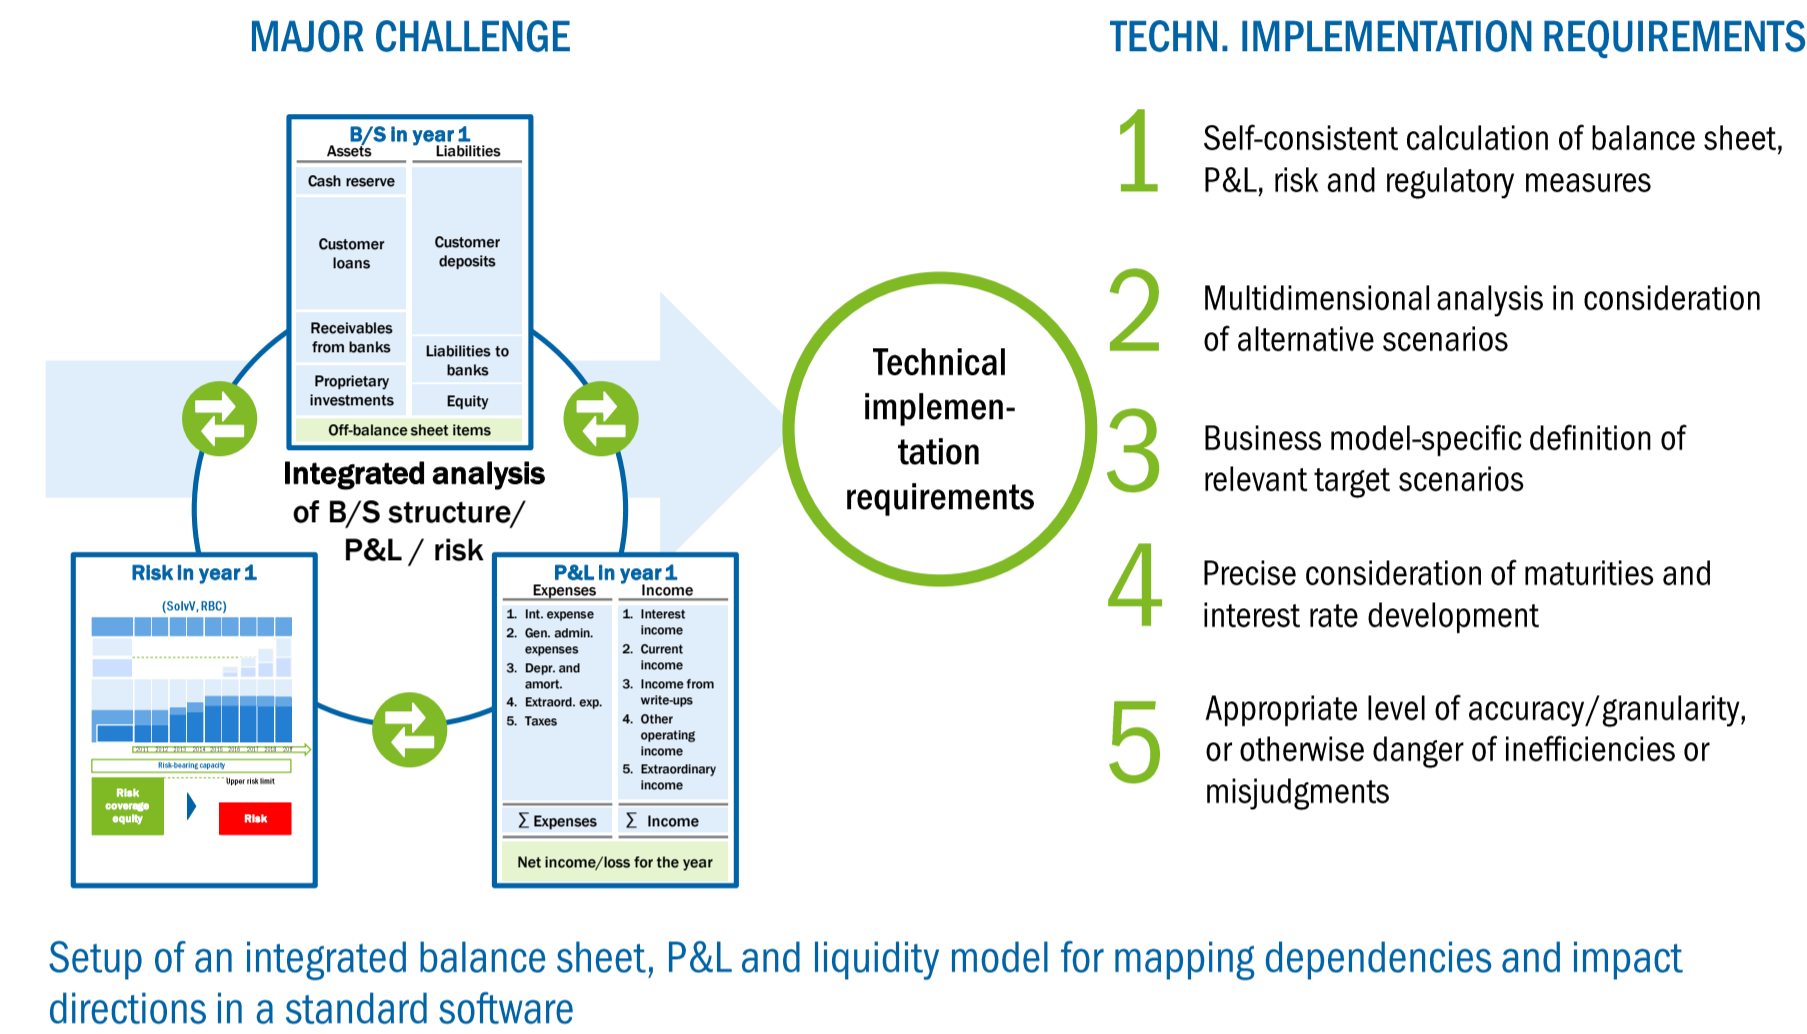 MAJOR CHALLENGE
B/S in year 1
Assets
Liabilities
Cash reserve
Customer
loans
Receivables
from banks
Proprietary
investments
Customer
deposits
Liabilities to
banks
Equity
Off-balance sheet items
Integrated analysis
of B/S structure/
P&L / risk
Risk in year 1
(SolvV, RBC)
2011 2012 2013 2014 2015 2016 2017 2018
Risk-bearing capacity
Upper risk limit
Risk
coverage
equity
Risk
P&L in year 1
Expenses
Income
1. Int. expense
2. Gen. admin.
expenses
3. Depr. and
amort.
4. Extraord. exp.
5. Taxes
1. Interest
income
2. Current
income
3. Income from
write-ups
4. Other
operating
income
5. Extraordinary
income
∑ Expenses
∑ Income
Net income/loss for the year
Technical
implemen-
tation
requirements
TECHN. IMPLEMENTATION REQUIREMENTS
1 Self-consistent calculation of balance sheet,
P&L, risk and regulatory measures
2 Multidimensional analysis in consideration
of alternative scenarios
3 Business model-specific definition of
relevant target scenarios
4 Precise consideration of maturities and
interest rate development
5 Appropriate level of accuracy/granularity,
or otherwise danger of inefficiencies or
misjudgments
Setup of an integrated balance sheet, P&L and liquidity model for mapping dependencies and impact
directions in a standard software